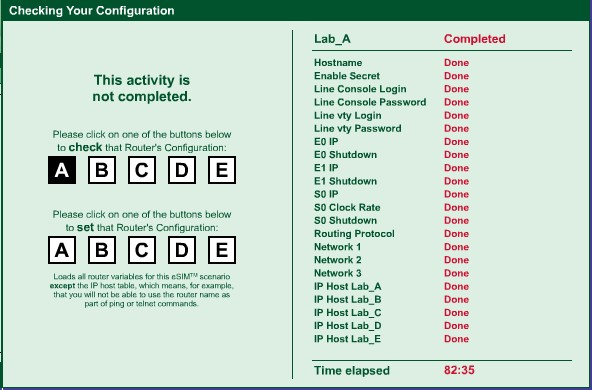 Checking Your Configuration
This activity is
not completed.
Please click on one of the buttons below
to check that Router's Configuration:
A B C D E
Please click on one of the buttons below
to set that Router's Configuration:
A B C D E
Loads all router variables for this eSIM™ scenario
except the IP host table, which means, for example,
that you will not be able to use the router name as
part of ping or telnet commands.
Lab_A Completed
Hostname Done
Enable Secret Done
Line Console Login Done
Line Console Password Done
Line vty Login Done
Line vty Password Done
E0 IP Done
E0 Shutdown Done
E1 IP Done
E1 Shutdown Done
S0 IP Done
S0 Clock Rate Done
S0 Shutdown Done
Routing Protocol Done
Network 1 Done
Network 2 Done
Network 3 Done
IP Host Lab_A Done
IP Host Lab_B Done
IP Host Lab_C Done
IP Host Lab_D Done
IP Host Lab_E Done
Time elapsed 82:35